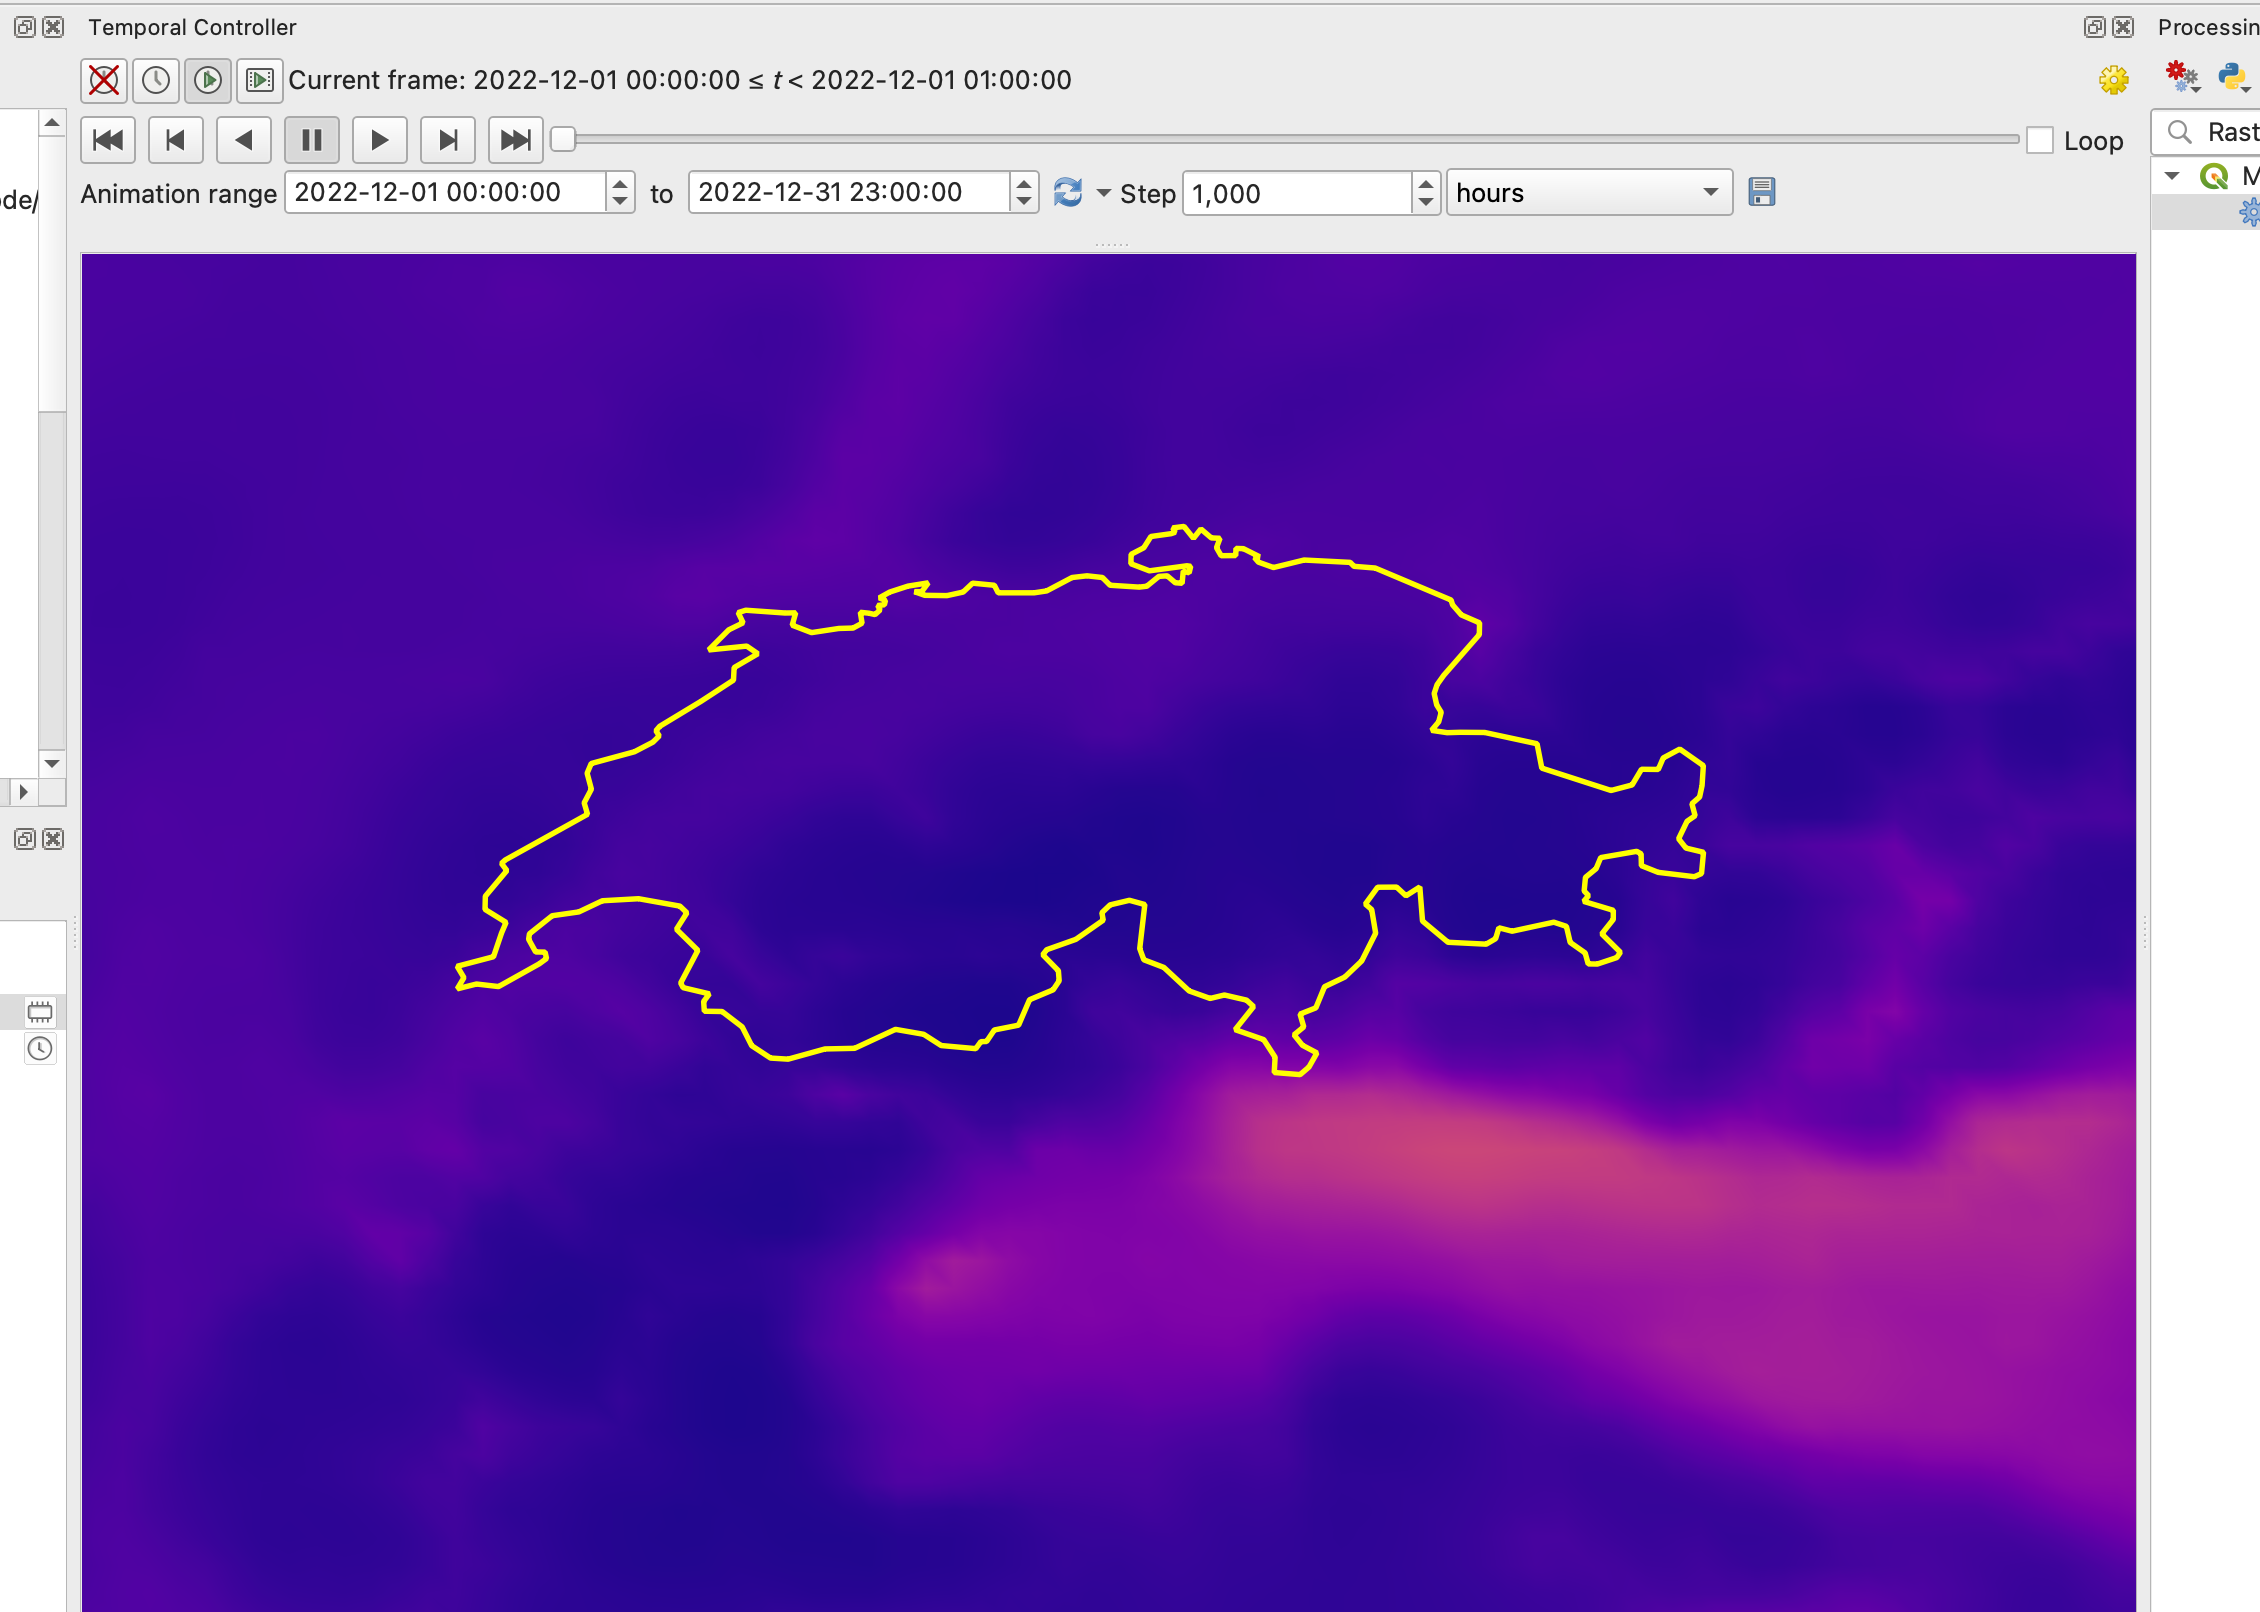 Temporal Controller
Processin
Current frame: 2022-12-01 00:00:00 ≤ t < 2022-12-01 01:00:00
Loop
Rast
Animation range 2022-12-01 00:00:00 to 2022-12-31 23:00:00 Step 1,000 hours
M
de/